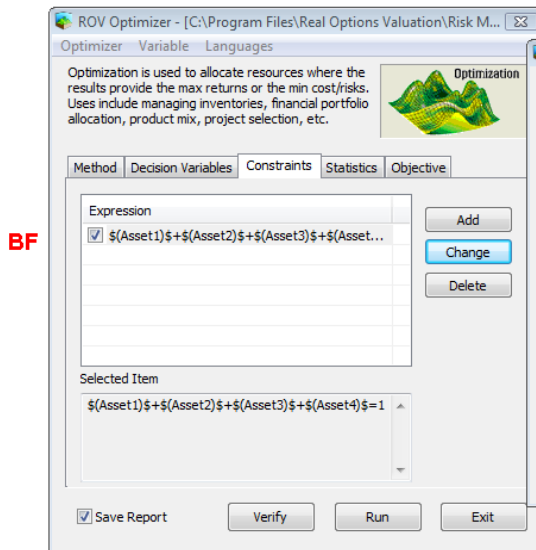 ROV Optimizer - [C:\Program Files\Real Options Valuation\Risk M...
Optimizer Variable Languages
Optimization is used to allocate resources where the
results provide the max returns or the min cost/risks.
Uses include managing inventories, financial portfolio
allocation, product mix, project selection, etc.
Optimization
Method Decision Variables Constraints Statistics Objective
Expression
$(Asset1)$+$(Asset2)$+$(Asset3)$+$(Asset...
Add
Change
Delete
BF
Selected Item
$(Asset1)$+$(Asset2)$+$(Asset3)$+$(Asset4)$=1
Save Report Verify Run Exit